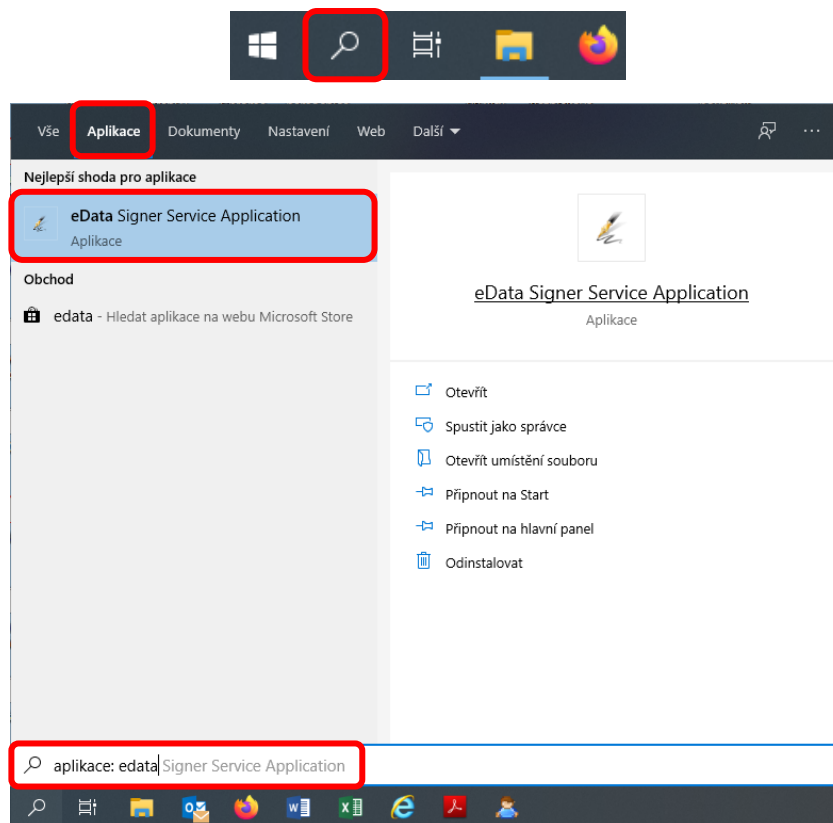 Vše Aplikace Dokumenty Nastavení Web Další
Nejlepší shoda pro aplikace
eData Signer Service Application
Aplikace
Obchod
edata - Hledat aplikace na webu Microsoft Store
eData Signer Service Application
Aplikace
Otevřít
Spustit jako správce
Otevřít umístění souboru
Připnout na Start
Připnout na hlavní panel
Odinstalovat
aplikace: edata Signer Service Application